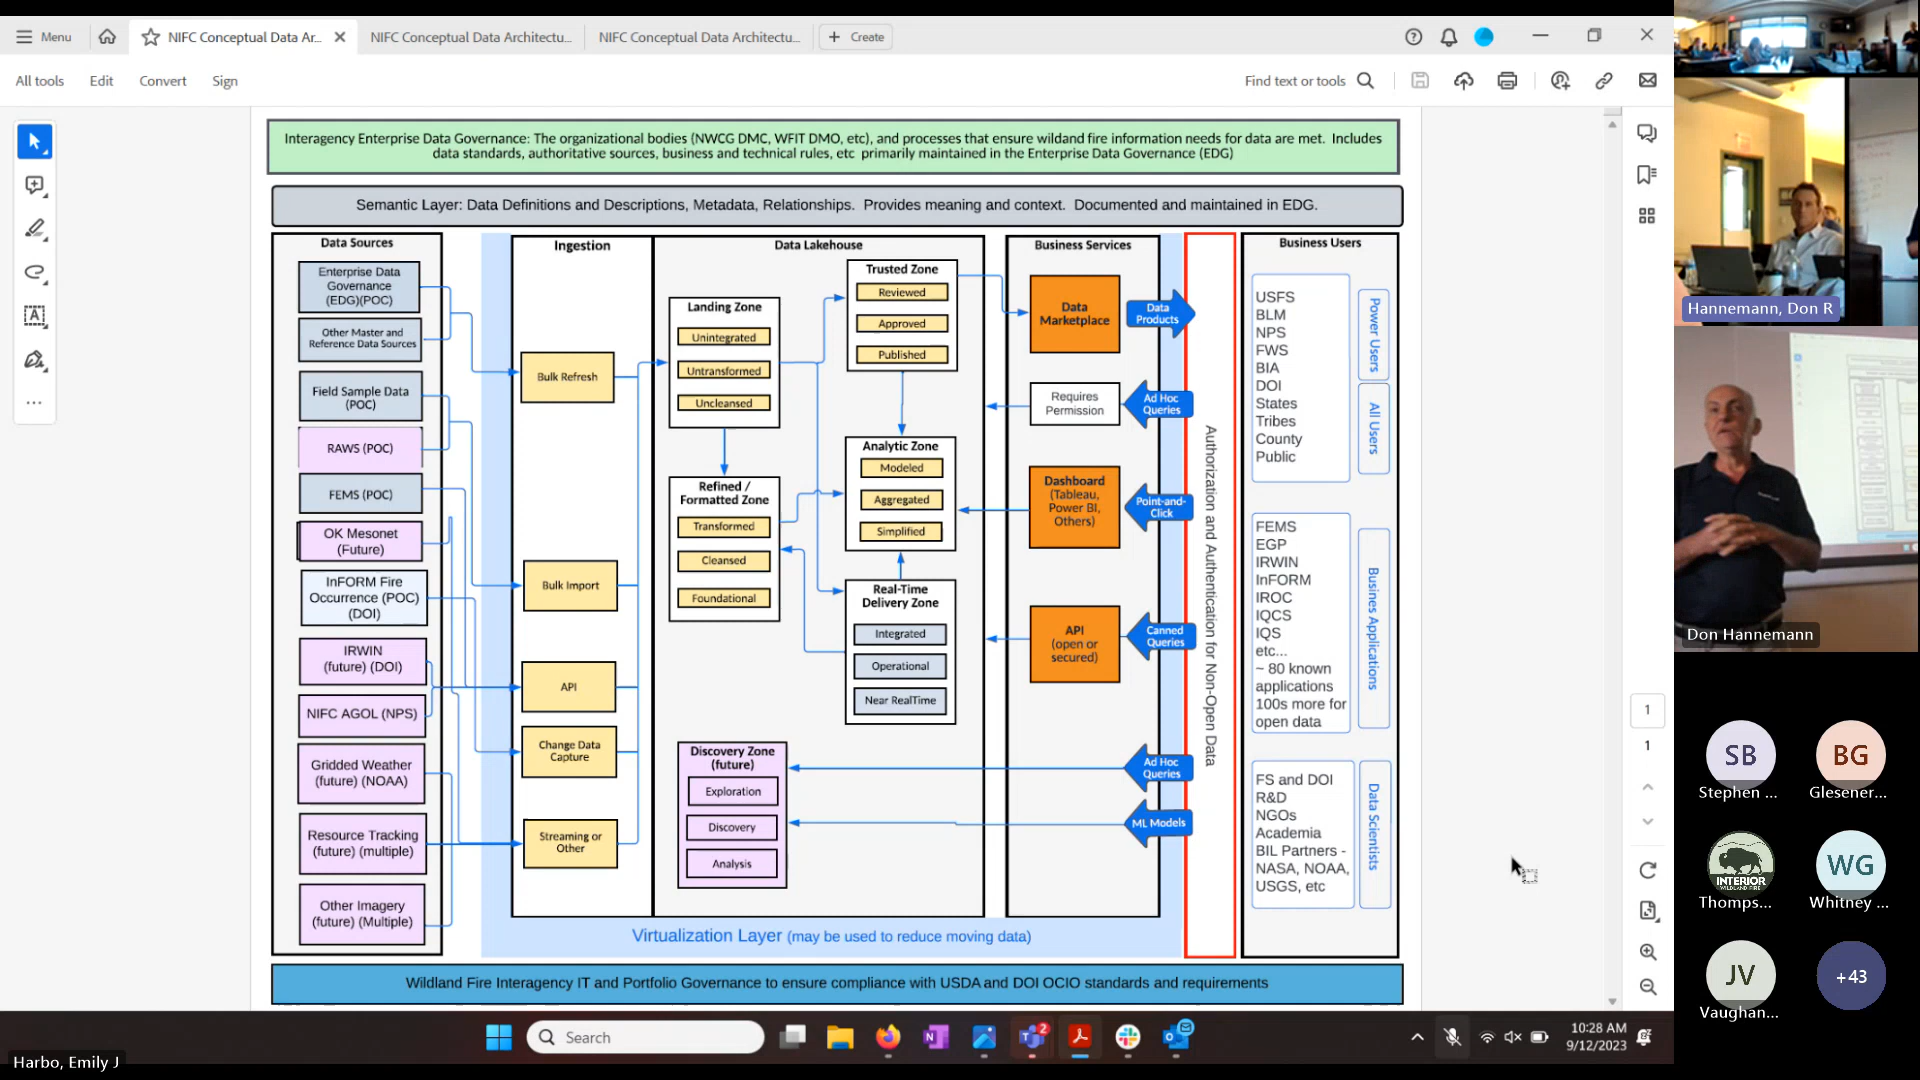 Menu
NIFC Conceptual Data Ar...
NIFC Conceptual Data Architectu...
NIFC Conceptual Data Architectu...
Create
All tools
Edit
Convert
Sign
Find text or tools
Interagency Enterprise Data Governance: The organizational bodies (NWCG DMC, WFIT DMO, etc), and processes that ensure wildand fire information needs for data are met. Includes
data standards, authoritative sources, business and technical rules, etc primarily maintained in the Enterprise Data Governance (EDG)
Semantic Layer: Data Definitions and Descriptions, Metadata, Relationships. Provides meaning and context. Documented and maintained in EDG.
Data Sources
Enterprise Data
Governance
(EDG)(POC)
Other Master and
Reference Data Sources
Field Sample Data
(POC)
RAWS (POC)
FEMS (POC)
OK Mesonet
(Future)
InFORM Fire
Occurrence (POC)
(DOI)
IRWIN
(future) (DOI)
NIFC AGOL (NPS)
Gridded Weather
(future) (NOAA)
Resource Tracking
(future) (multiple)
Other Imagery
(future) (Multiple)
Ingestion
Bulk Refresh
Bulk Import
API
Change Data
Capture
Streaming or
Other
Data Lakehouse
Landing Zone
Unintegrated
Untransformed
Uncleansed
Refined /
Formatted Zone
Transformed
Cleansed
Foundational
Trusted Zone
Reviewed
Approved
Published
Analytic Zone
Modeled
Aggregated
Simplified
Real-Time
Delivery Zone
Integrated
Operational
Near RealTime
Discovery Zone
(future)
Exploration
Discovery
Analysis
Business Services
Data
Marketplace
Requires
Permission
Dashboard
(Tableau,
Power BI,
Others)
API
(open or
secured)
Data
Products
Ad Hoc
Queries
Point-and-
Click
Canned
Queries
Ad Hoc
Queries
ML Models
Authorization and Authentication for Non-Open Data
Business Users
USFS
BLM
NPS
FWS
BIA
DOI
States
Tribes
County
Public
Power Users
All Users
FEMS
EGP
IRWIN
InFORM
IROC
IQCS
IQS
etc...
~ 80 known
applications
100s more for
open data
Busines Applications
FS and DOI
R&D
NGOs
Academia
BIL Partners -
NASA, NOAA,
USGS, etc
Data Scientists
Virtualization Layer (may be used to reduce moving data)
Wildland Fire Interagency IT and Portfolio Governance to ensure compliance with USDA and DOI OCIO standards and requirements
1
1
Search
2
10:28 AM
9/12/2023
Harbo, Emily J
Hannemann, Don R
Don Hannemann
SB
Stephen ...
BG
Glesener...
INTERIOR
WILDLAND FIRE
Thomps...
WG
Whitney ...
JV
Vaughan...
+43